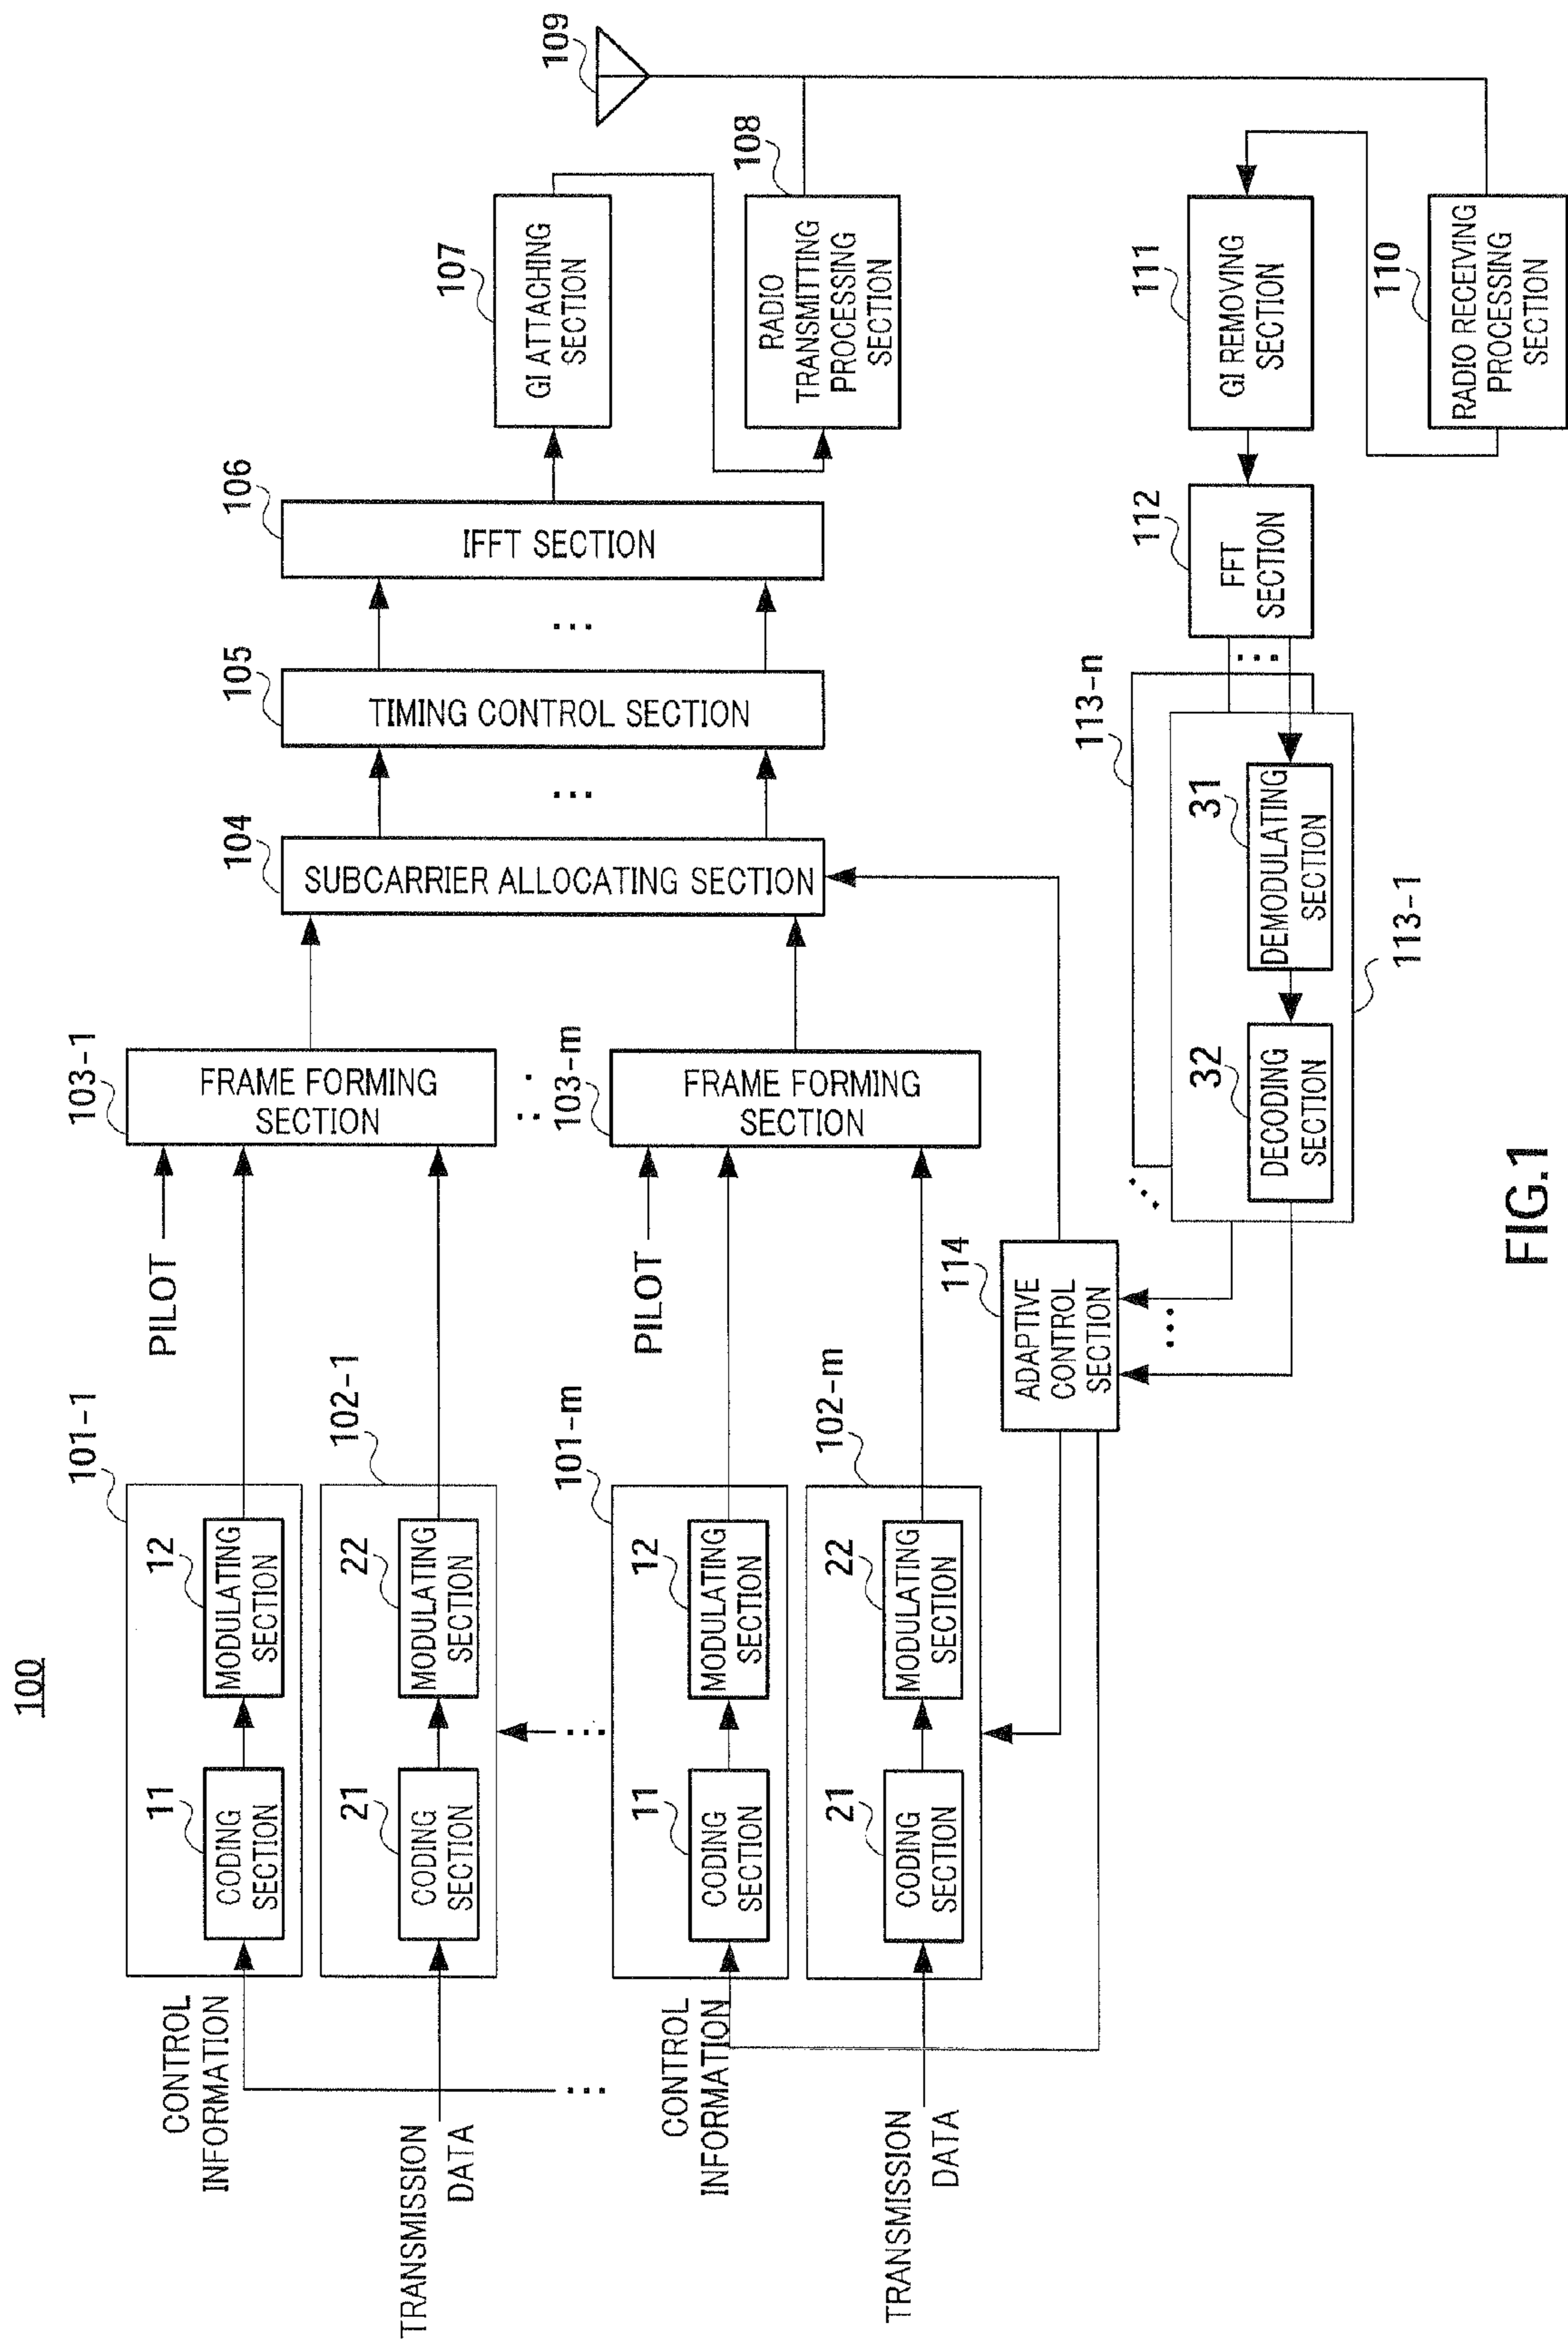 100
101-1
11
CODING
SECTION
12
MODULATING
SECTION
CONTROL
INFORMATION
PILOT
103-1
FRAME FORMING
SECTION
102-1
21
CODING
SECTION
22
MODULATING
SECTION
TRANSMISSION
DATA
...
...
101-m
11
CODING
SECTION
12
MODULATING
SECTION
CONTROL
INFORMATION
PILOT
103-m
FRAME FORMING
SECTION
102-m
21
CODING
SECTION
22
MODULATING
SECTION
TRANSMISSION
DATA
104
SUBCARRIER ALLOCATING SECTION
...
105
TIMING CONTROL SECTION
...
106
IFFT SECTION
107
GI ATTACHING
SECTION
108
RADIO
TRANSMITTING
PROCESSING
SECTION
109
110
RADIO RECEIVING
PROCESSING
SECTION
111
GI REMOVING
SECTION
112
FFT
SECTION
...
113-n
31
DEMODULATING
SECTION
32
DECODING
SECTION
113-1
...
114
ADAPTIVE
CONTROL
SECTION
...
FIG.1